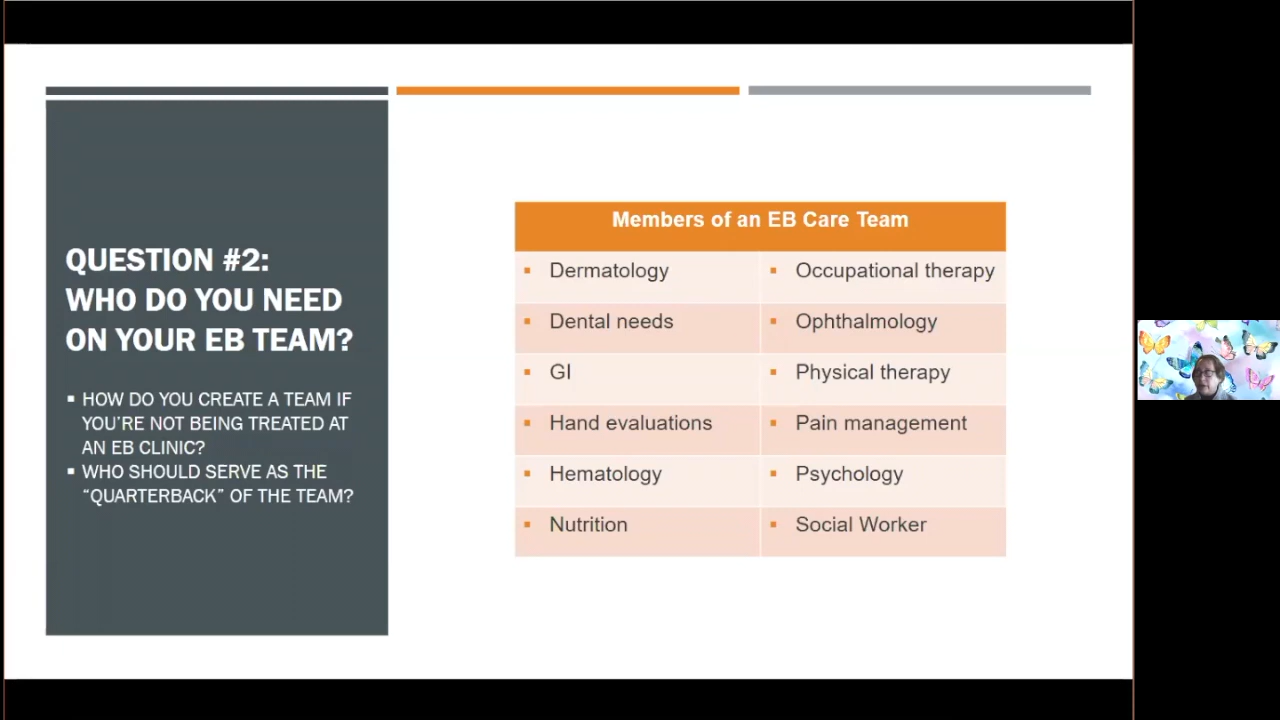 QUESTION #2:
WHO DO YOU NEED
ON YOUR EB TEAM?
▪ HOW DO YOU CREATE A TEAM IF
YOU'RE NOT BEING TREATED AT
AN EB CLINIC?
▪ WHO SHOULD SERVE AS THE
“QUARTERBACK” OF THE TEAM?
Members of an EB Care Team
▪ Dermatology
▪ Occupational therapy
▪ Dental needs
▪ Ophthalmology
▪ GI
▪ Physical therapy
▪ Hand evaluations
▪ Pain management
▪ Hematology
▪ Psychology
▪ Nutrition
▪ Social Worker